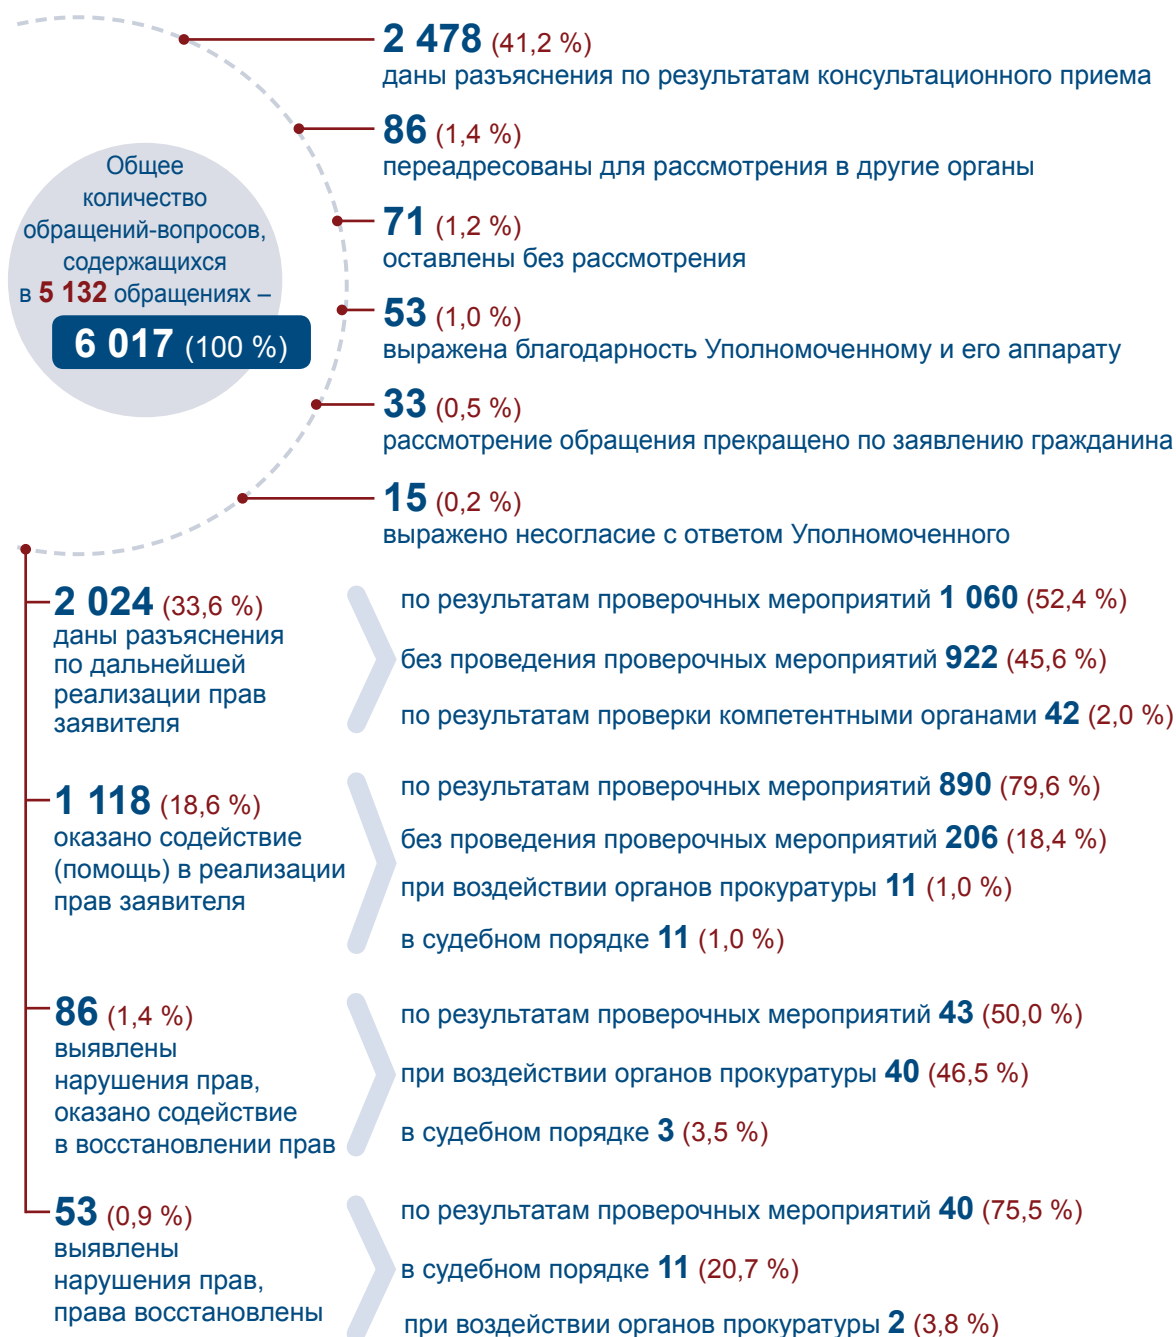 Общее
количество
обращений-вопросов,
содержащихся
в 5 132 обращениях –
6 017 (100 %)
2 478 (41,2 %)
даны разъяснения по результатам консультационного приема
86 (1,4 %)
переадресованы для рассмотрения в другие органы
71 (1,2 %)
оставлены без рассмотрения
53 (1,0 %)
выражена благодарность Уполномоченному и его аппарату
33 (0,5 %)
рассмотрение обращения прекращено по заявлению гражданина
15 (0,2 %)
выражено несогласие с ответом Уполномоченного
2 024 (33,6 %)
даны разъяснения
по дальнейшей
реализации прав
заявителя
по результатам проверочных мероприятий 1 060 (52,4 %)
без проведения проверочных мероприятий 922 (45,6 %)
по результатам проверки компетентными органами 42 (2,0 %)
1 118 (18,6 %)
оказано содействие
(помощь) в реализации
прав заявителя
по результатам проверочных мероприятий 890 (79,6 %)
без проведения проверочных мероприятий 206 (18,4 %)
при воздействии органов прокуратуры 11 (1,0 %)
в судебном порядке 11 (1,0 %)
86 (1,4 %)
выявлены
нарушения прав,
оказано содействие
в восстановлении прав
по результатам проверочных мероприятий 43 (50,0 %)
при воздействии органов прокуратуры 40 (46,5 %)
в судебном порядке 3 (3,5 %)
53 (0,9 %)
выявлены
нарушения прав,
права восстановлены
по результатам проверочных мероприятий 40 (75,5 %)
в судебном порядке 11 (20,7 %)
при воздействии органов прокуратуры 2 (3,8 %)